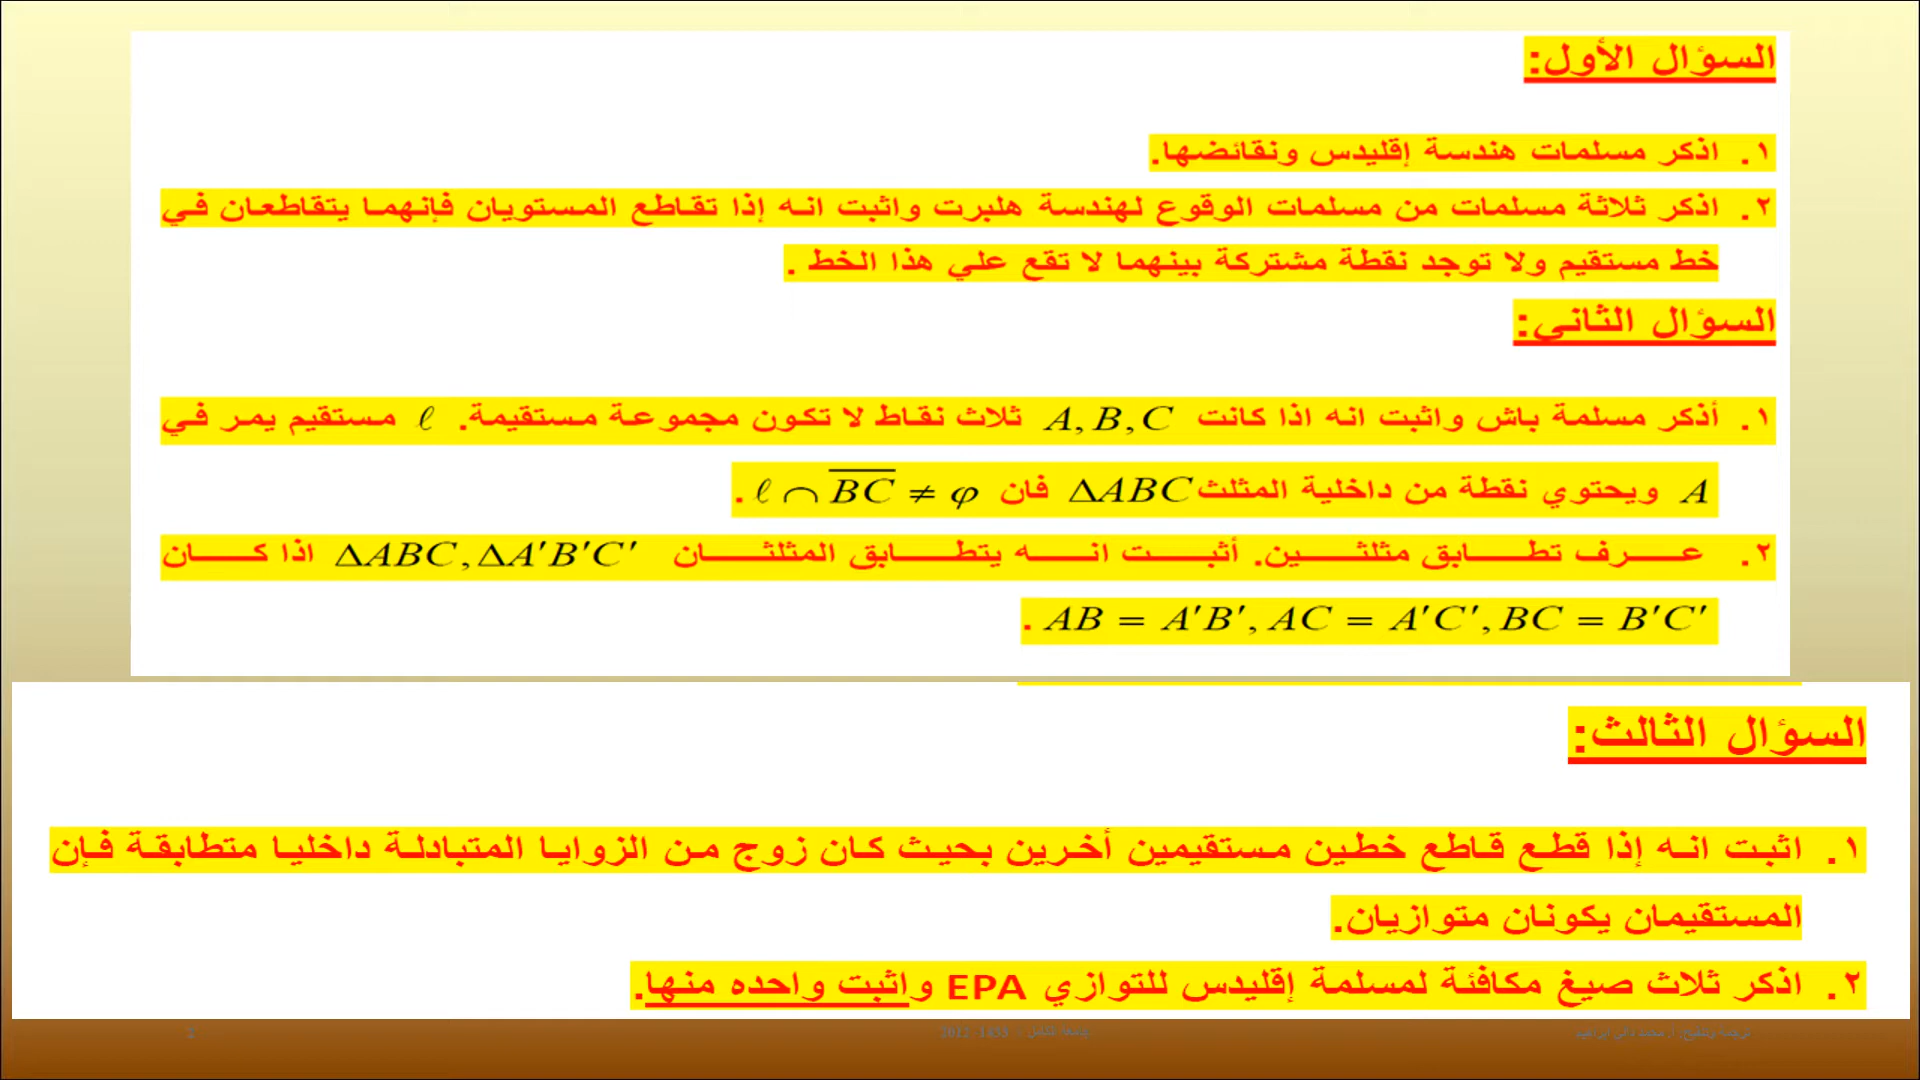 السؤال الأول:
١. اذكر مسلمات هندسة إقليدس ونقائضها.
٢. اذكر ثلاثة مسلمات من مسلمات الوقوع لهندسة هلبرت واثبت انه إذا تقاطع المستويان فإنهما يتقاطعان في
خط مستقيم ولا توجد نقطة مشتركة بينهما لا تقع علي هذا الخط .
السؤال الثاني:
١. أذكر مسلمة باش واثبت انه اذا كانت A, B, C ثلاث نقاط لا تكون مجموعة مستقيمة. ℓ مستقيم يمر في
A ويحتوي نقطة من داخلية المثلث ΔABC فان ℓ ∩ B̅C̅ ≠ φ .
٢. عرف تطابق مثلثين. أثبت انه يتطابق المثلثان ΔABC, ΔA′B′C′ اذا كان
AB = A′B′, AC = A′C′, BC = B′C′ .
السؤال الثالث:
١. اثبت انه إذا قطع قاطع خطين مستقيمين أخرين بحيث كان زوج من الزوايا المتبادلة داخليا متطابقة فإن
المستقيمان يكونان متوازيان.
٢. اذكر ثلاث صيغ مكافئة لمسلمة إقليدس للتوازي EPA واثبت واحده منها.